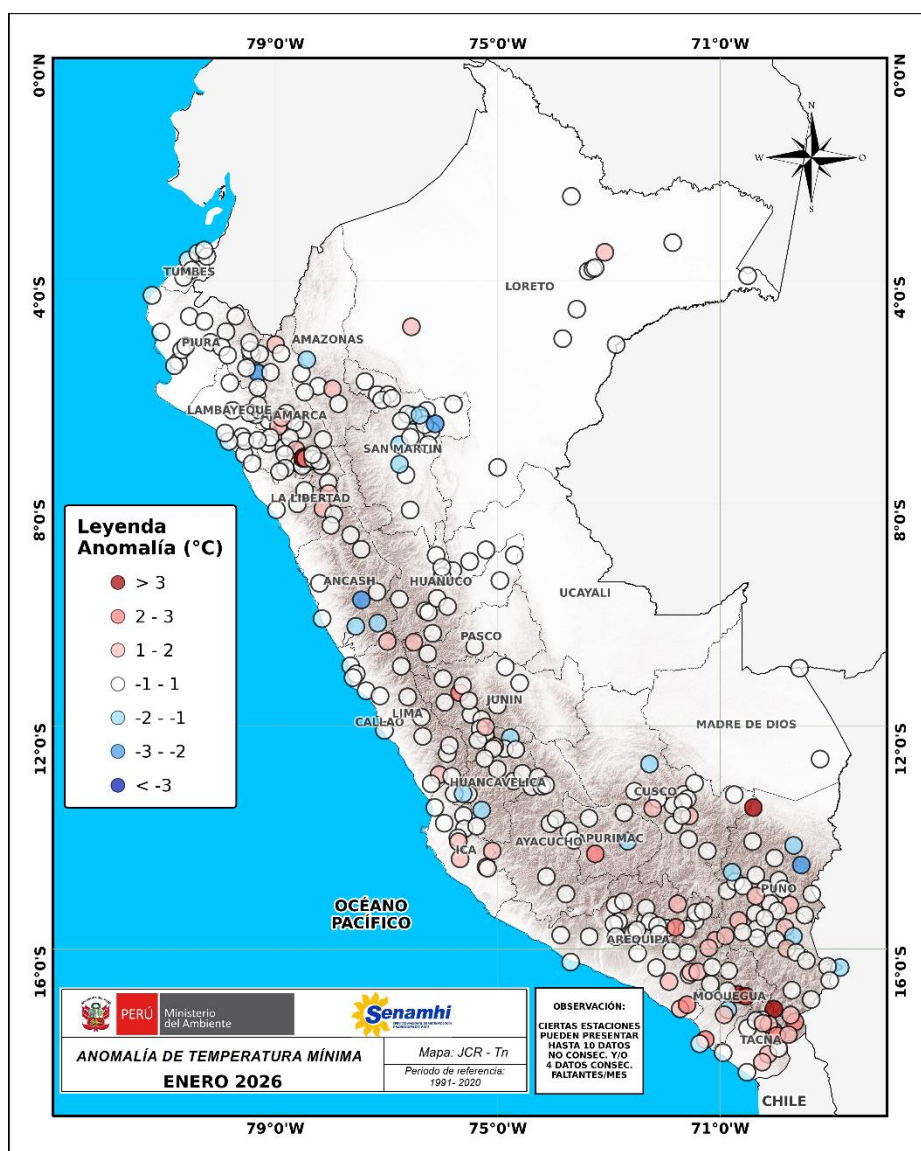 79°0'W 75°0'W 71°0'W
0°0'N 0°0'N
N
W O
S
LORETO
TUMBES
4°0'S 4°0'S
PIURA AMAZONAS
LAMBAYEQUE CAJAMARCA
SAN MARTIN
LA LIBERTAD
8°0'S 8°0'S
Leyenda
Anomalía (°C)
> 3
2 - 3
1 - 2
-1 - 1
-2 - -1
-3 - -2
< -3
ANCASH HUANUCO
UCAYALI
PASCO
JUNIN
LIMA
CALLAO
MADRE DE DIOS
12°0'S 12°0'S
HUANCAVELICA CUSCO
AYACUCHO APURIMAC
ICA
PUNO
OCÉANO
PACÍFICO
AREQUIPA
16°0'S 16°0'S
MOQUEGUA
TACNA
CHILE
PERÚ Ministerio
del Ambiente
Senamhi
ANOMALÍA DE TEMPERATURA MÍNIMA
ENERO 2026
Mapa: JCR - Tn
Periodo de referencia:
1991- 2020
OBSERVACIÓN:
CIERTAS ESTACIONES
PUEDEN PRESENTAR
HASTA 10 DATOS
NO CONSEC. Y/O
4 DATOS CONSEC.
FALTANTES/MES
79°0'W 75°0'W 71°0'W